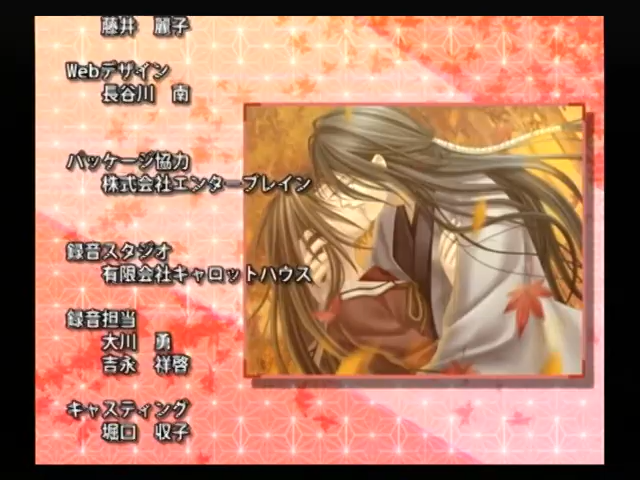 藤井　麗子
Webデザイン
長谷川　南
パッケージ協力
株式会社エンターブレイン
録音スタジオ
有限会社キャロットハウス
録音担当
大川　勇
吉永　祥啓
キャスティング
堀口　収子